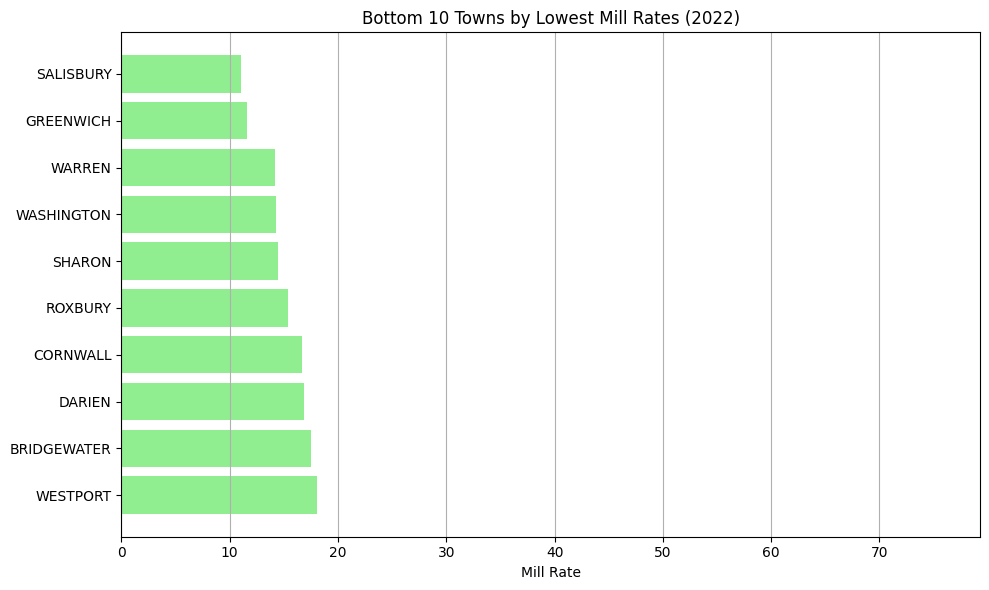 Bottom 10 Towns by Lowest Mill Rates (2022)
SALISBURY
GREENWICH
WARREN
WASHINGTON
SHARON
ROXBURY
CORNWALL
DARIEN
BRIDGEWATER
WESTPORT
0 10 20 30 40 50 60 70
Mill Rate